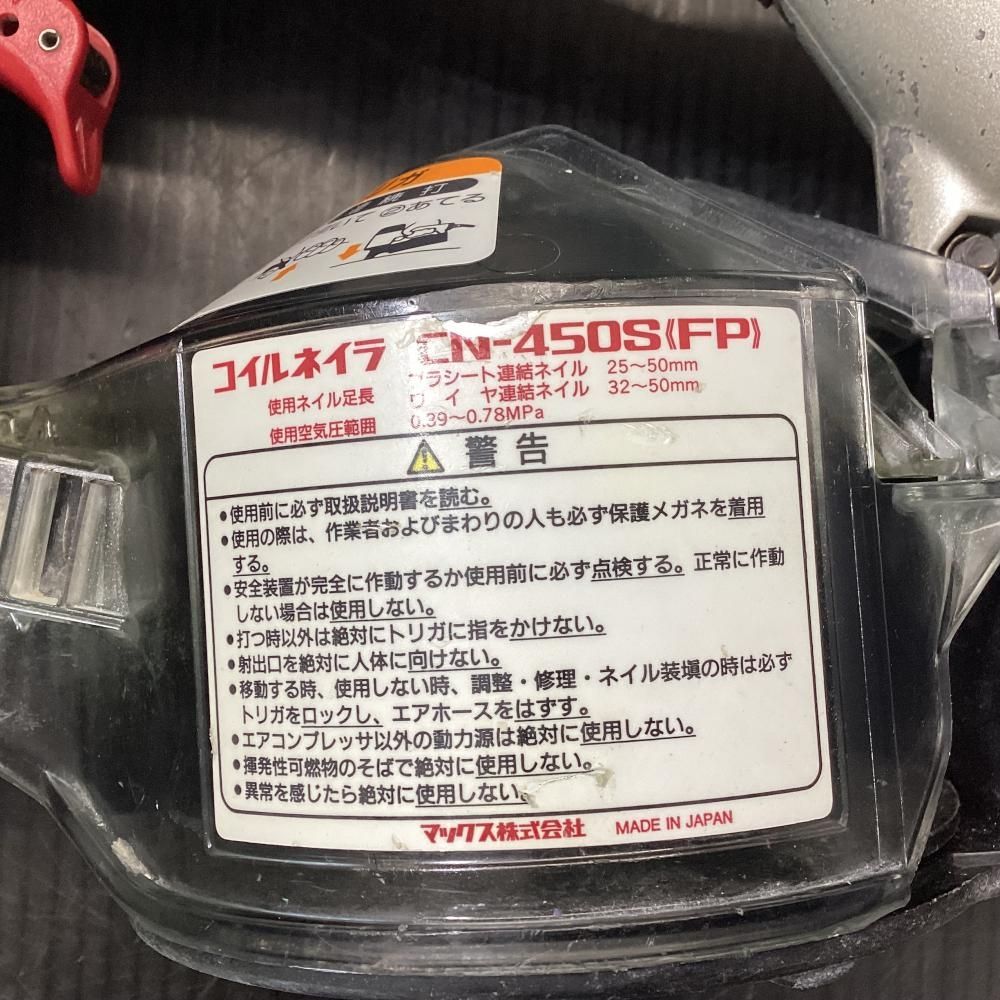 続打
あてる
コイルネイラ CN-450S《FP》
使用ネイル足長 プラシート連結ネイル 25～50mm
ワイヤ連結ネイル 32～50mm
使用空気圧範囲 0.39～0.78MPa
警告
●使用前に必ず取扱説明書を読む。
●使用の際は、作業者およびまわりの人も必ず保護メガネを着用
する。
●安全装置が完全に作動するか使用前に必ず点検する。正常に作動
しない場合は使用しない。
●打つ時以外は絶対にトリガに指をかけない。
●射出口を絶対に人体に向けない。
●移動する時、使用しない時、調整・修理・ネイル装填の時は必ず
トリガをロックし、エアホースをはずす。
●エアコンプレッサ以外の動力源は絶対に使用しない。
●揮発性可燃物のそばで絶対に使用しない。
●異常を感じたら絶対に使用しない。
マックス株式会社 MADE IN JAPAN